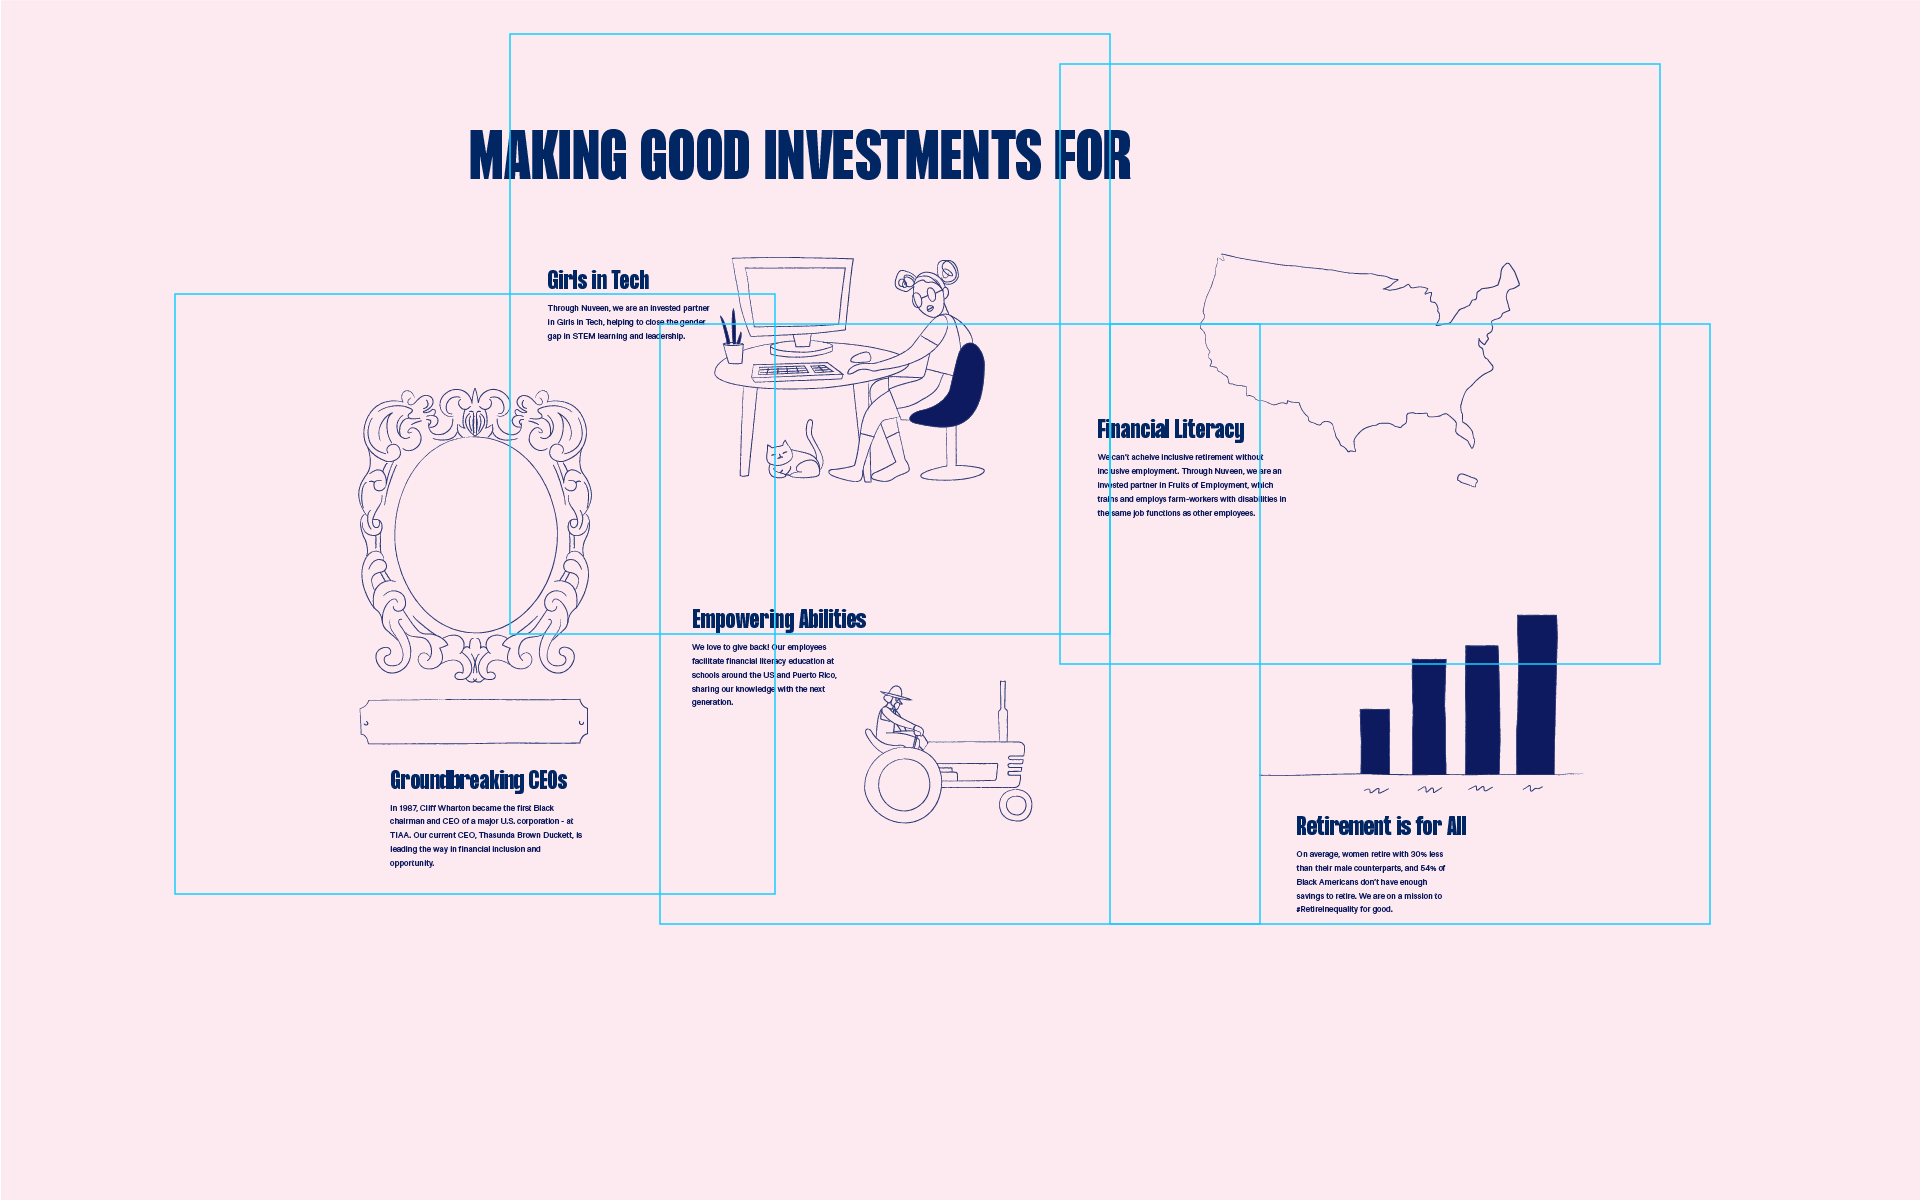 MAKING GOOD INVESTMENTS FOR
Girls in Tech
Through Nuveen, we are an invested partner
in Girls in Tech, helping to close the gender
gap in STEM learning and leadership.
Financial Literacy
We can't acheive inclusive retirement without
inclusive employment. Through Nuveen, we are an
invested partner in Fruits of Employment, which
trains and employs farm-workers with disabilities in
the same job functions as other employees.
Empowering Abilities
We love to give back! Our employees
facilitate financial literacy education at
schools around the US and Puerto Rico,
sharing our knowledge with the next
generation.
Groundbreaking CEOs
In 1987, Cliff Wharton became the first Black
chairman and CEO of a major U.S. corporation - at
TIAA. Our current CEO, Thasunda Brown Duckett, is
leading the way in financial inclusion and
opportunity.
Retirement is for All
On average, women retire with 30% less
than their male counterparts, and 54% of
Black Americans don't have enough
savings to retire. We are on a mission to
#RetireInequality for good.